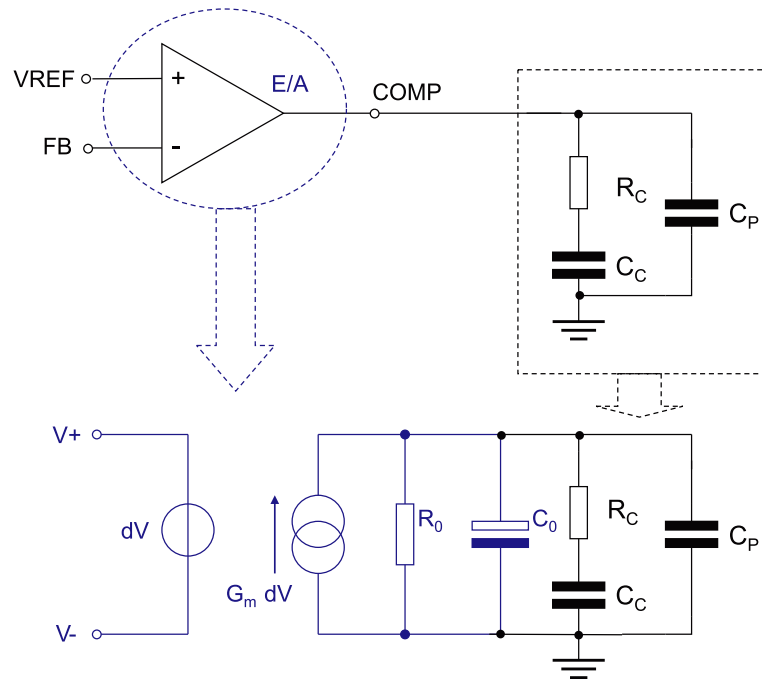 VREF
+
E/A
COMP
FB
-
R_C
C_P
C_C
V+
dV
V-
G_m dV
R_0
C_0
R_C
C_P
C_C